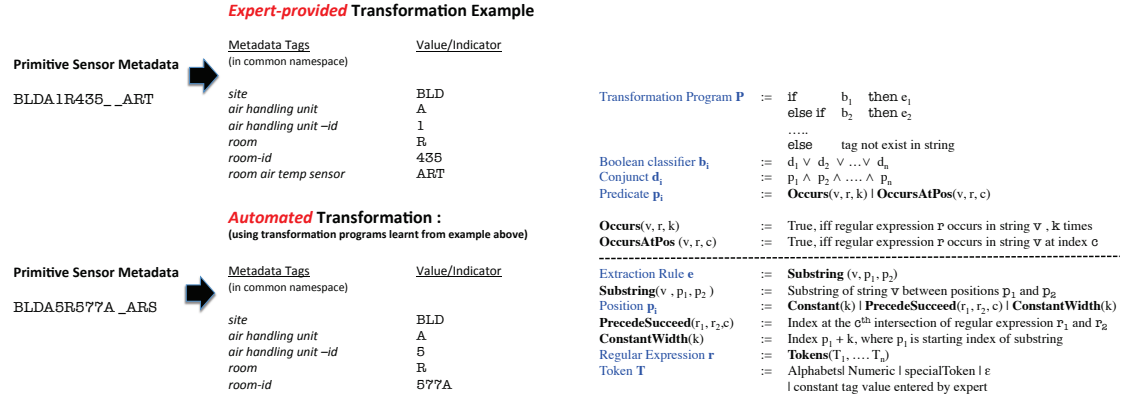 Expert-provided Transformation Example
Primitive Sensor Metadata
BLDA1R435__ART
Metadata Tags Value/Indicator
(in common namespace)
site BLD
air handling unit A
air handling unit –id 1
room R
room-id 435
room air temp sensor ART
Automated Transformation :
(using transformation programs learnt from example above)
Primitive Sensor Metadata
BLDA5R577A_ARS
Metadata Tags Value/Indicator
(in common namespace)
site BLD
air handling unit A
air handling unit –id 5
room R
room-id 577A
Transformation Program P := if b1 then e1
else if b2 then e2
.....
else tag not exist in string
Boolean classifier bi := d1 ∨ d2 ∨ …∨ dn
Conjunct di := p1 ∧ p2 ∧ …. ∧ pn
Predicate pi := Occurs(v, r, k) | OccursAtPos(v, r, c)
Occurs(v, r, k) := True, iff regular expression r occurs in string v , k times
OccursAtPos (v, r, c) := True, iff regular expression r occurs in string v at index c
Extraction Rule e := Substring (v, p1, p2)
Substring(v , p1, p2 ) := Substring of string v between positions p1 and p2
Position pi := Constant(k) | PrecedeSucceed(r1, r2, c) | ConstantWidth(k)
PrecedeSucceed(r1, r2,c) := Index at the cth intersection of regular expression r1 and r2
ConstantWidth(k) := Index p1 + k, where p1 is starting index of substring
Regular Expression r := Tokens(T1, …. Tn)
Token T := Alphabets| Numeric | specialToken | ε
| constant tag value entered by expert